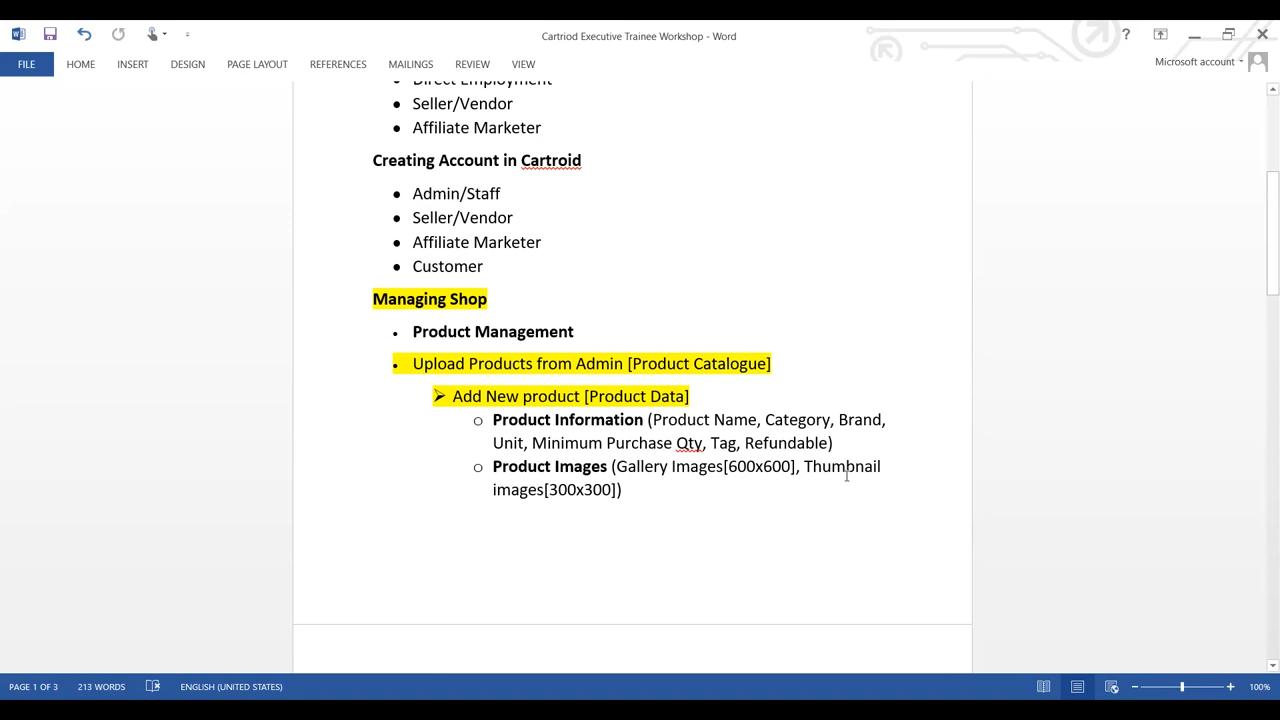 Cartriod Executive Trainee Workshop - Word
?
FILE HOME INSERT DESIGN PAGE LAYOUT REFERENCES MAILINGS REVIEW VIEW
Microsoft account
Direct Employment
Seller/Vendor
Affiliate Marketer
Creating Account in Cartroid
Admin/Staff
Seller/Vendor
Affiliate Marketer
Customer
Managing Shop
Product Management
Upload Products from Admin [Product Catalogue]
Add New product [Product Data]
Product Information (Product Name, Category, Brand,
Unit, Minimum Purchase Qty, Tag, Refundable)
Product Images (Gallery Images[600x600], Thumbnail
images[300x300])
PAGE 1 OF 3 213 WORDS ENGLISH (UNITED STATES) 100%